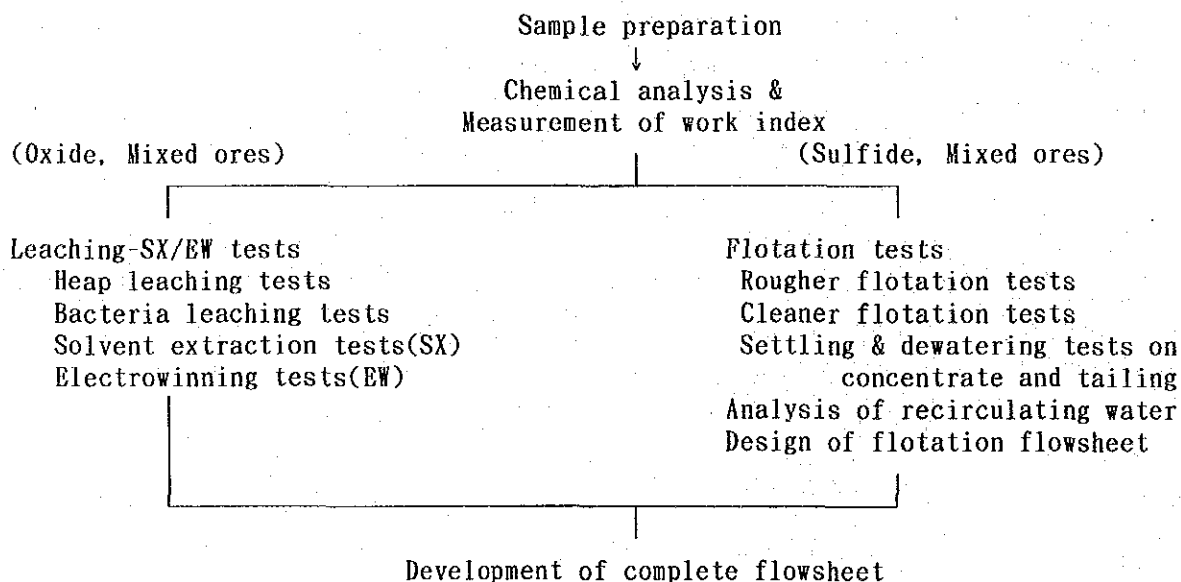 Sample preparation
↓
Chemical analysis &
Measurement of work index
(Oxide, Mixed ores)
(Sulfide, Mixed ores)
Leaching-SX/EW tests
Heap leaching tests
Bacteria leaching tests
Solvent extraction tests(SX)
Electrowinning tests(EW)
Flotation tests
Rougher flotation tests
Cleaner flotation tests
Settling & dewatering tests on
concentrate and tailing
Analysis of recirculating water
Design of flotation flowsheet
Development of complete flowsheet